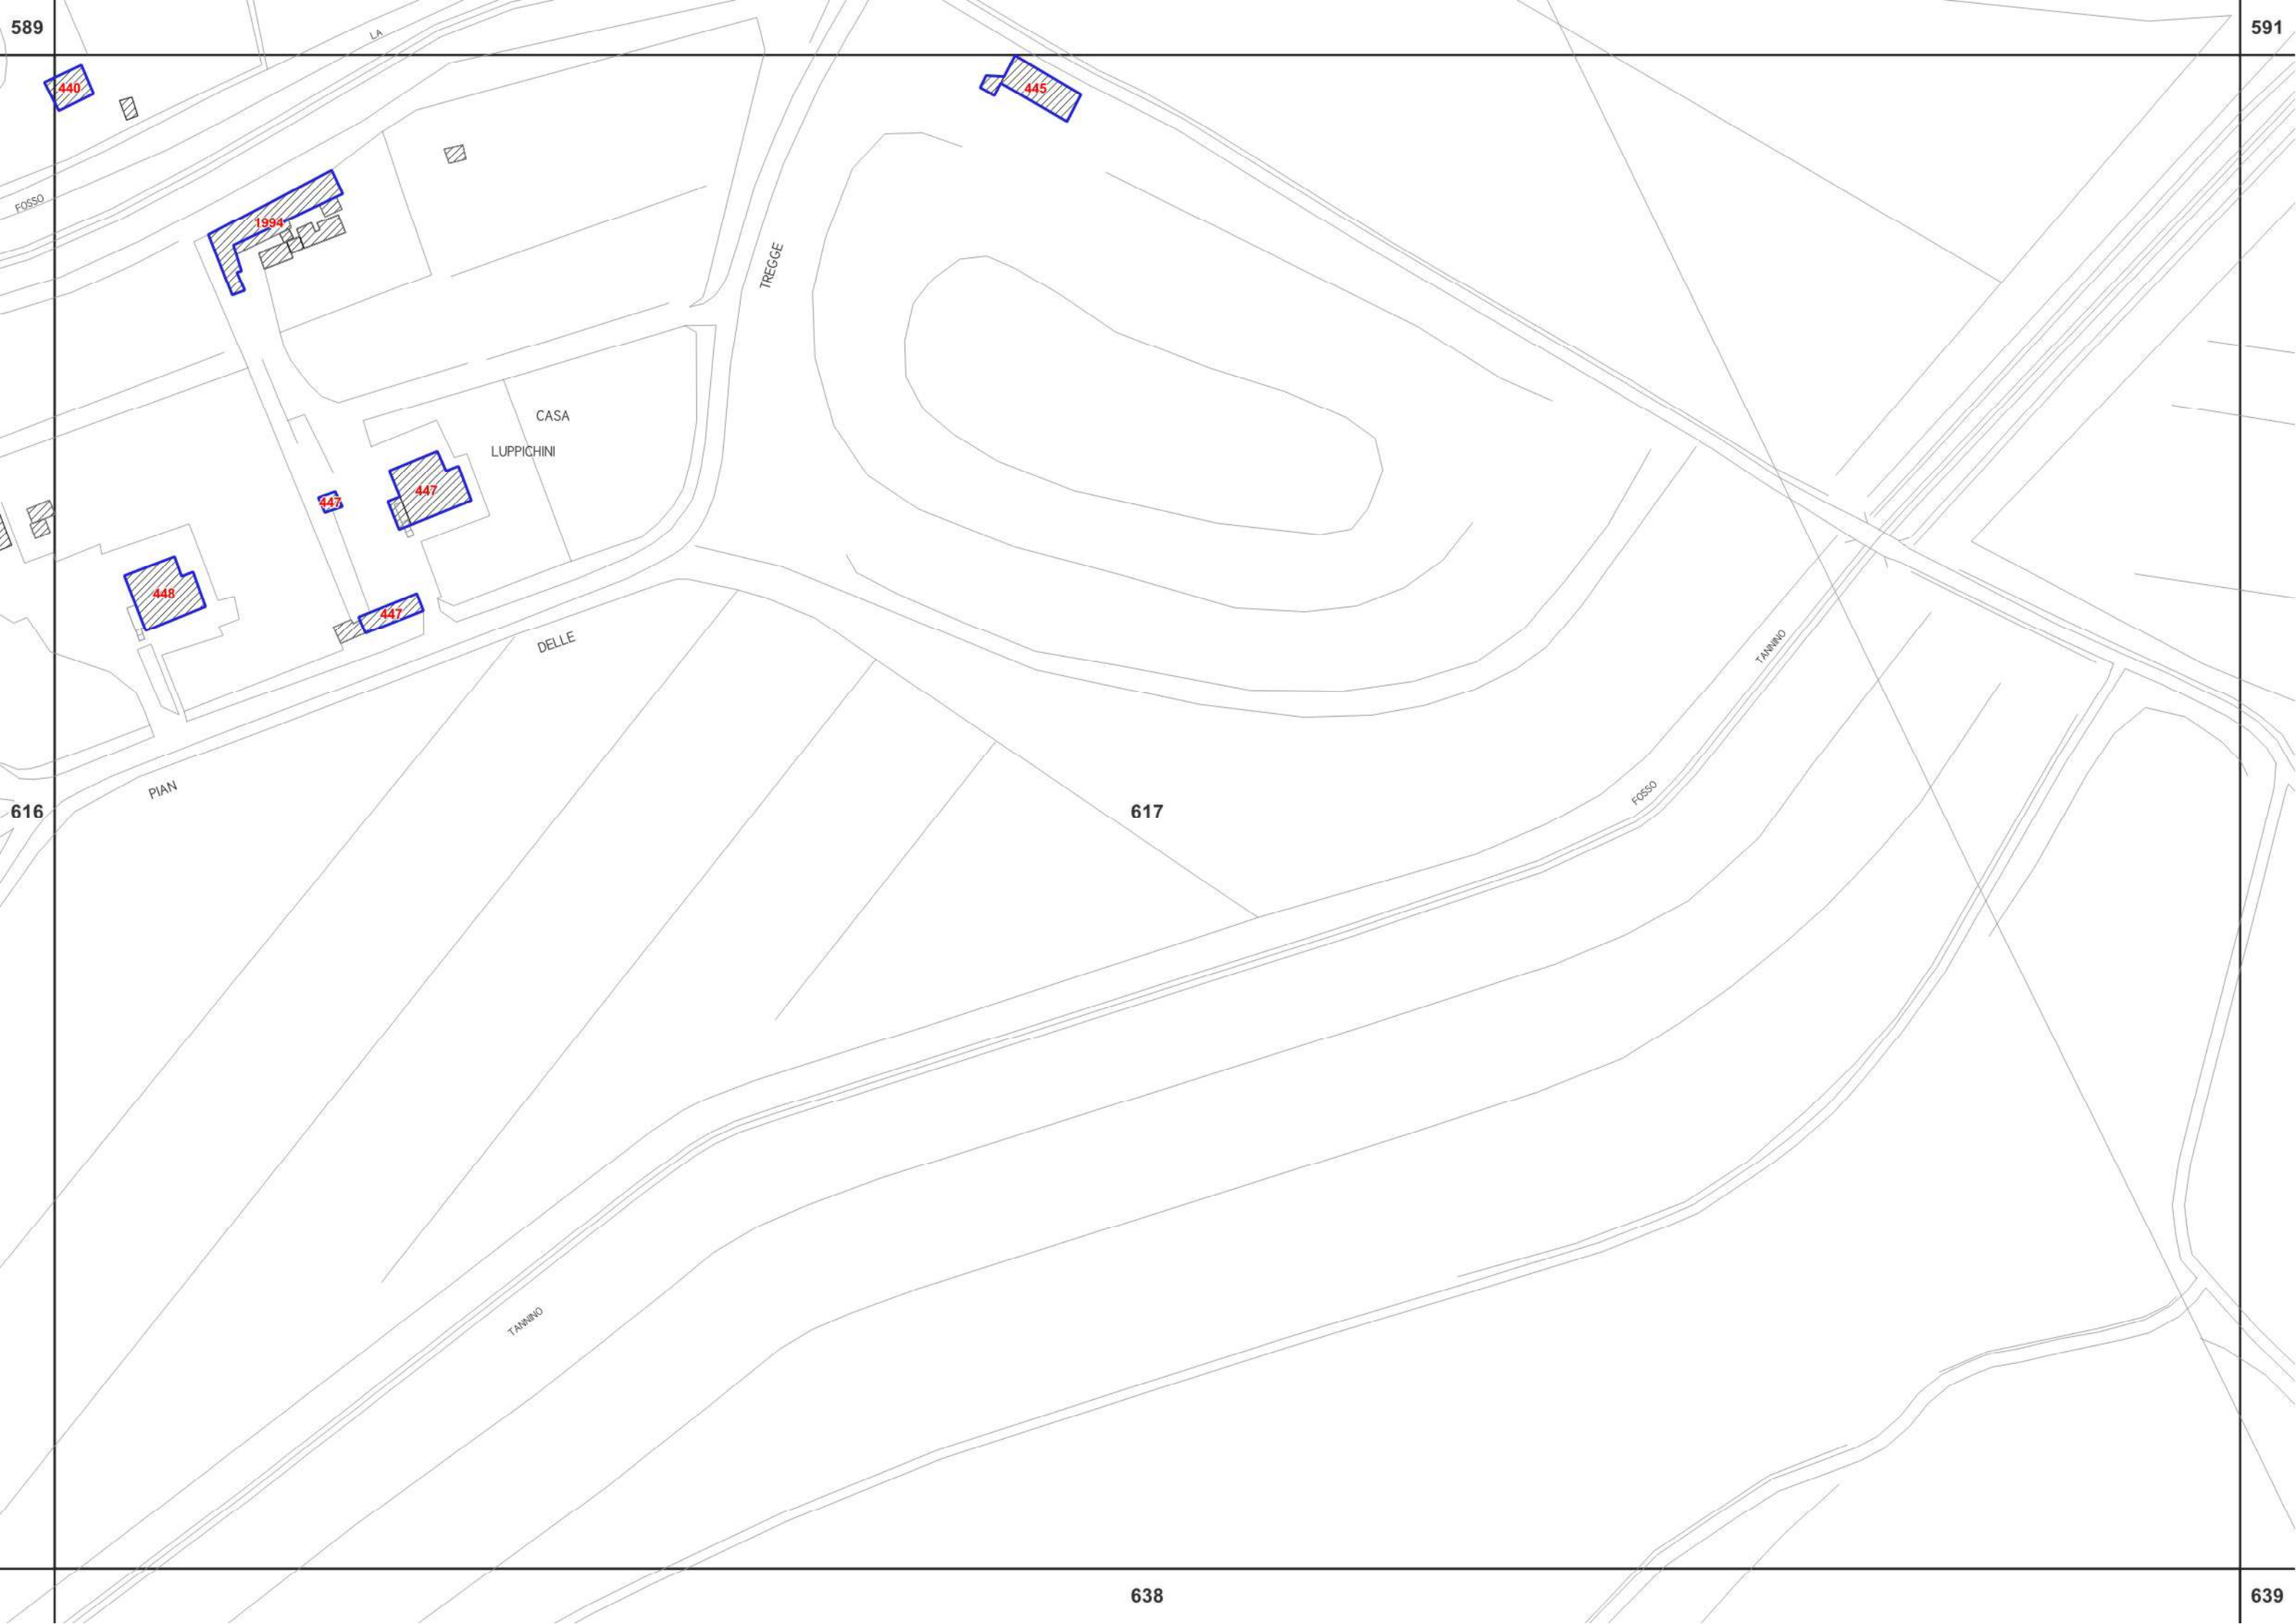 589
591
LA
440
445
FOSSO
1994
TREGGE
CASA
LUPPICHINI
447
447
448
447
DELLE
TANNINO
PIAN
FOSSO
616
617
TANNINO
638
639